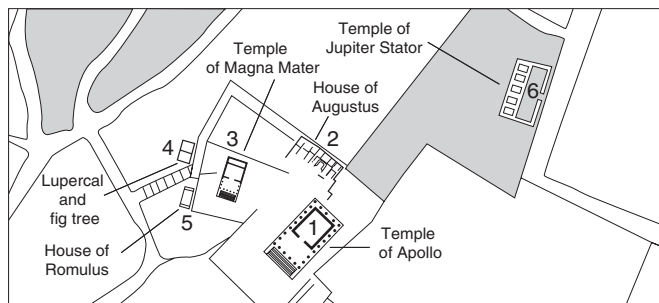 Temple of
Jupiter Stator
6
Temple
of Magna Mater
House of
Augustus
2
3
4
Lupercal
and
fig tree
5
House of
Romulus
1
Temple
of Apollo